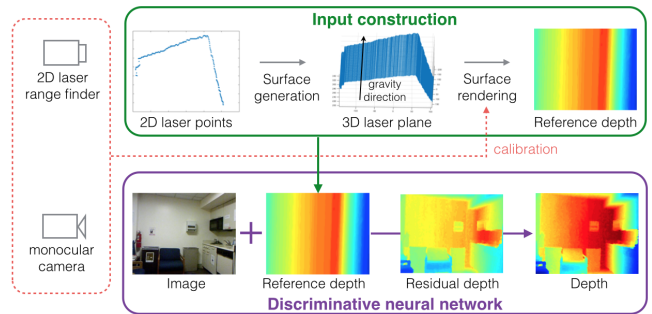 Input construction
2D laser
range finder
2D laser points
Surface
generation
gravity
direction
3D laser plane
Surface
rendering
Reference depth
calibration
monocular
camera
Image
Reference depth
Residual depth
Depth
Discriminative neural network